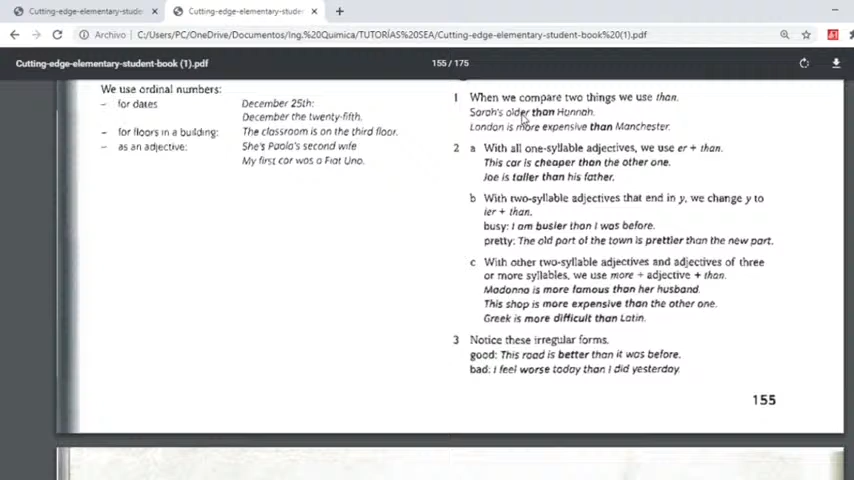 Cutting-edge-elementary-student-b
Cutting-edge-elementary-student-b
Archivo
C:/Users/PC/OneDrive/Documentos/Ing.%20Quimica/TUTORÍAS%20SEA/Cutting-edge-elementary-student-book%20(1).pdf
Cutting-edge-elementary-student-book (1).pdf
155 / 175
We use ordinal numbers:
– for dates
December 25th:
December the twenty-fifth.
– for floors in a building:
The classroom is on the third floor.
– as an adjective:
She's Paola's second wife
My first car was a Fiat Uno.
1 When we compare two things we use than.
Sarah's older than Hannah.
London is more expensive than Manchester.
2 a With all one-syllable adjectives, we use er + than.
This car is cheaper than the other one.
Joe is taller than his father.
b With two-syllable adjectives that end in y, we change y to
ier + than.
busy: I am busier than I was before.
pretty: The old part of the town is prettier than the new part.
c With other two-syllable adjectives and adjectives of three
or more syllables, we use more + adjective + than.
Madonna is more famous than her husband.
This shop is more expensive than the other one.
Greek is more difficult than Latin.
3 Notice these irregular forms.
good: This road is better than it was before.
bad: I feel worse today than I did yesterday.
155